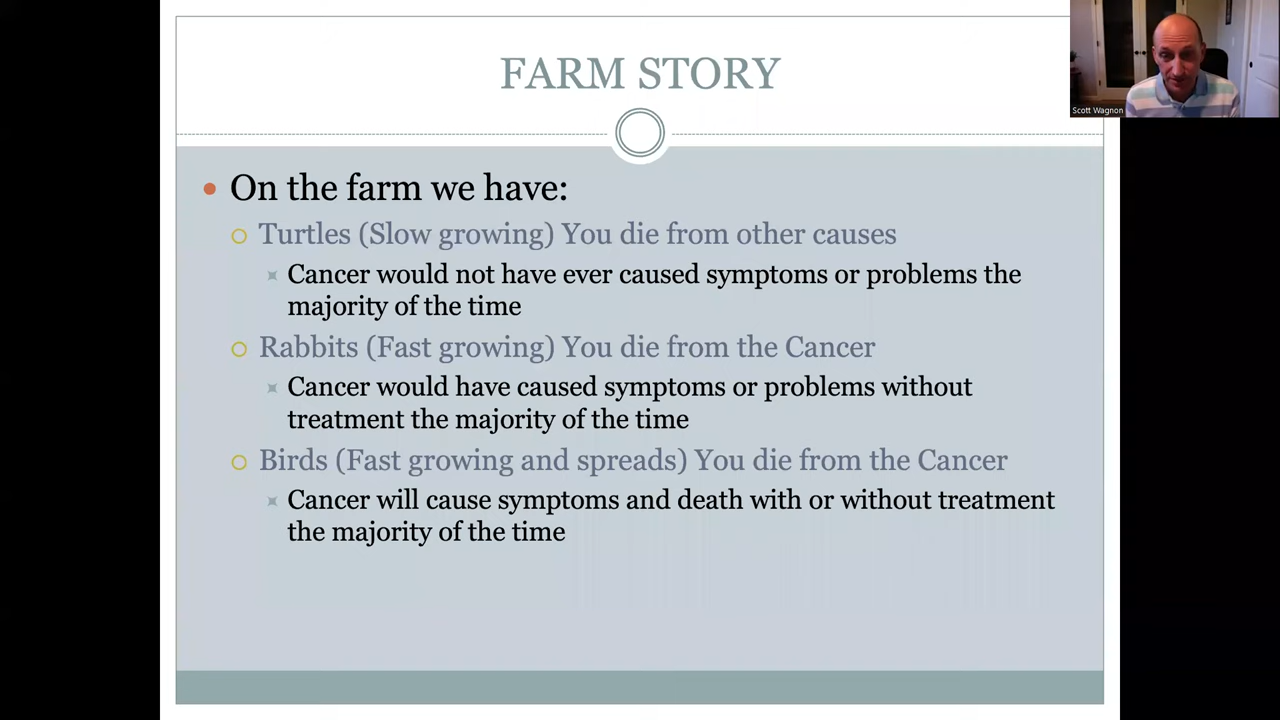 FARM STORY
Scott Wagnon
On the farm we have:
Turtles (Slow growing) You die from other causes
Cancer would not have ever caused symptoms or problems the
majority of the time
Rabbits (Fast growing) You die from the Cancer
Cancer would have caused symptoms or problems without
treatment the majority of the time
Birds (Fast growing and spreads) You die from the Cancer
Cancer will cause symptoms and death with or without treatment
the majority of the time